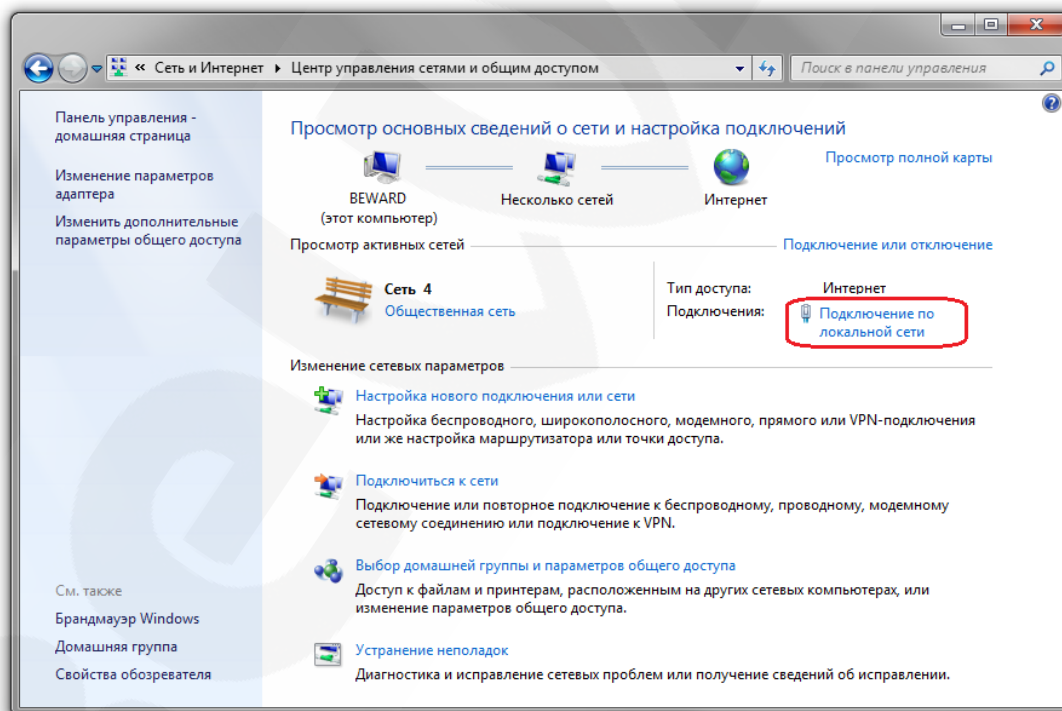 « Сеть и Интернет ▸ Центр управления сетями и общим доступом
Поиск в панели управления
Панель управления -
домашняя страница
Изменение параметров
адаптера
Изменить дополнительные
параметры общего доступа
См. также
Брандмауэр Windows
Домашняя группа
Свойства обозревателя
Просмотр основных сведений о сети и настройка подключений
Просмотр полной карты
BEWARD
(этот компьютер)
Несколько сетей
Интернет
Просмотр активных сетей
Подключение или отключение
Сеть 4
Общественная сеть
Тип доступа: Интернет
Подключения: Подключение по
локальной сети
Изменение сетевых параметров
Настройка нового подключения или сети
Настройка беспроводного, широкополосного, модемного, прямого или VPN-подключения
или же настройка маршрутизатора или точки доступа.
Подключиться к сети
Подключение или повторное подключение к беспроводному, проводному, модемному
сетевому соединению или подключение к VPN.
Выбор домашней группы и параметров общего доступа
Доступ к файлам и принтерам, расположенным на других сетевых компьютерах, или
изменение параметров общего доступа.
Устранение неполадок
Диагностика и исправление сетевых проблем или получение сведений об исправлении.